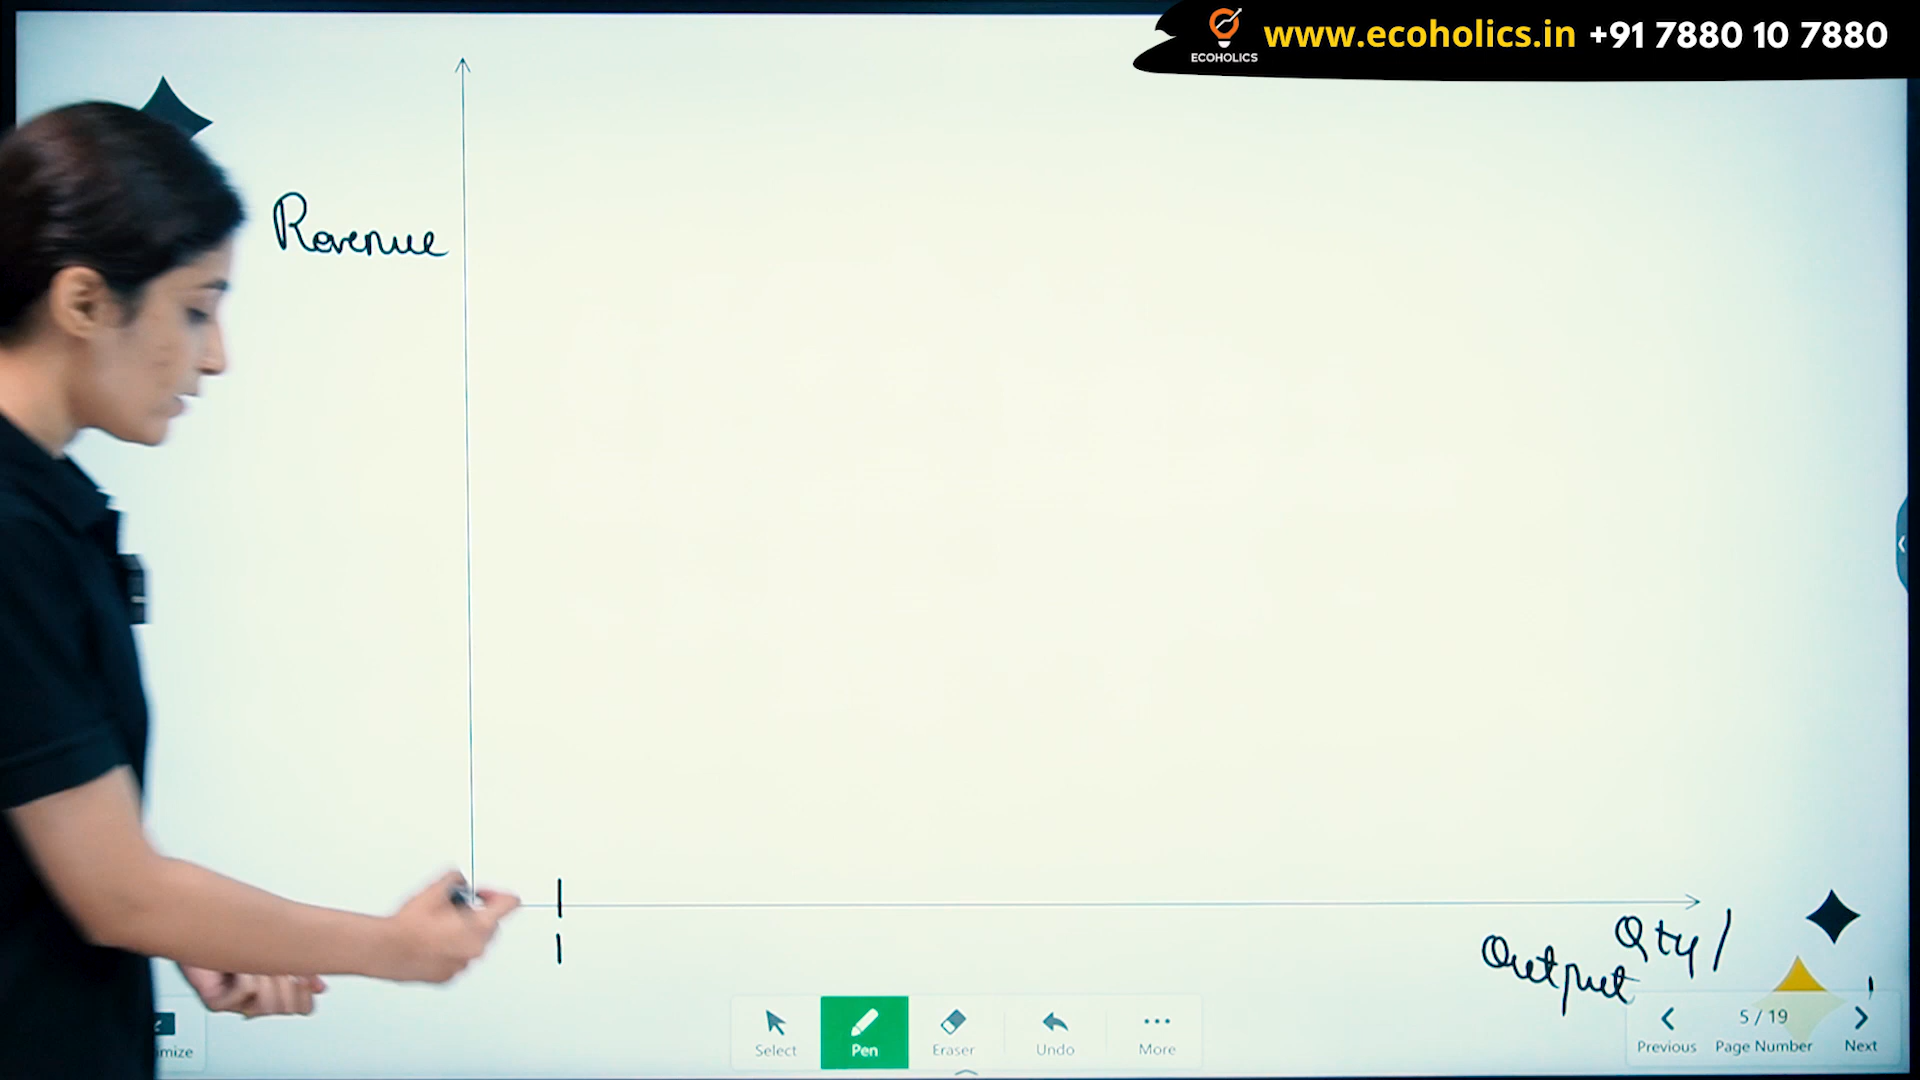 ECOHOLICS
www.ecoholics.in +91 7880 10 7880
Revenue
1
Qty/
Output
Select
Pen
Eraser
Undo
More
Previous
5 / 19
Page Number
Next